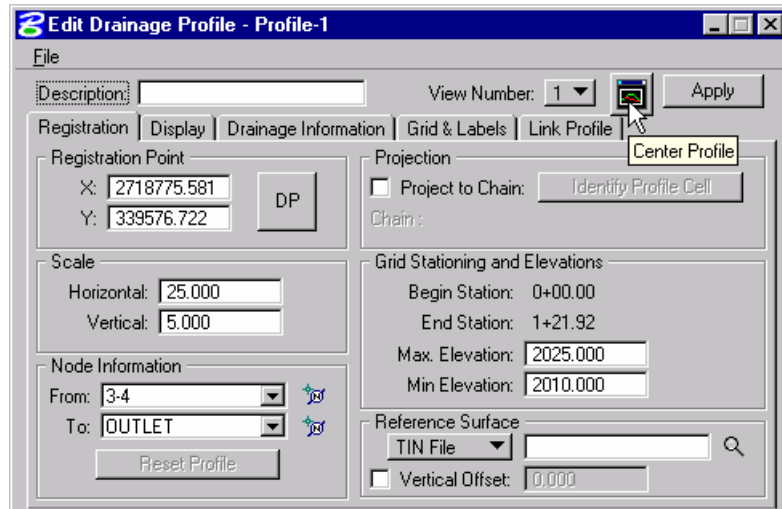 Edit Drainage Profile - Profile-1
File
Description: View Number: 1 Apply
Registration Display Drainage Information Grid & Labels Link Profile
Center Profile
Registration Point
X: 2718775.581
Y: 339576.722
DP
Projection
Project to Chain: Identify Profile Cell
Chain :
Scale
Horizontal: 25.000
Vertical: 5.000
Grid Stationing and Elevations
Begin Station: 0+00.00
End Station: 1+21.92
Max. Elevation: 2025.000
Min Elevation: 2010.000
Node Information
From: 3-4
To: OUTLET
Reset Profile
Reference Surface
TIN File
Vertical Offset: 0.000